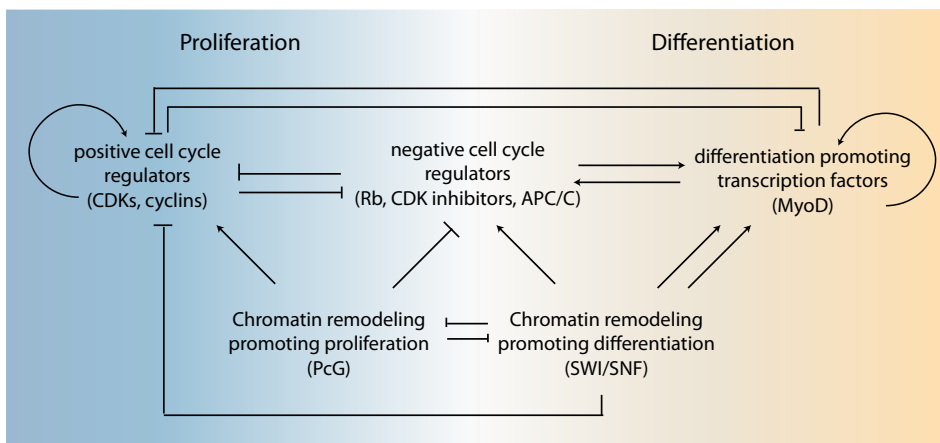 Proliferation
Differentiation
positive cell cycle
regulators
(CDKs, cyclins)
negative cell cycle
regulators
(Rb, CDK inhibitors, APC/C)
differentiation promoting
transcription factors
(MyoD)
Chromatin remodeling
promoting proliferation
(PcG)
Chromatin remodeling
promoting differentiation
(SWI/SNF)